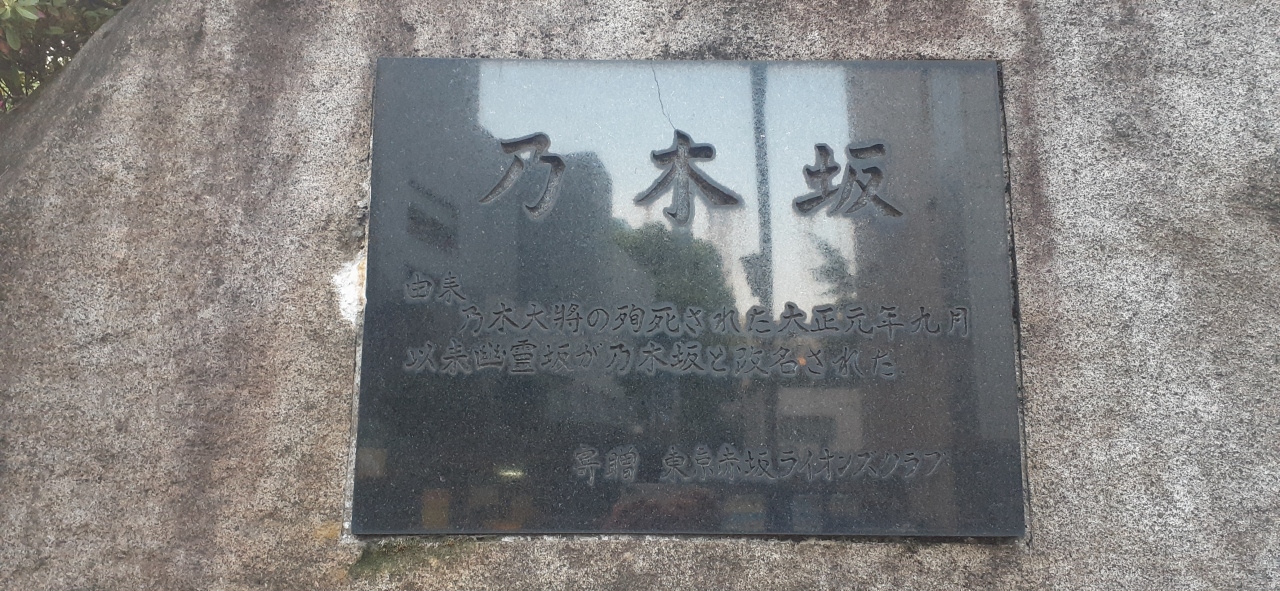 乃木坂
由来
乃木大將の殉死された大正元年九月
以来幽霊坂が乃木坂と改名された
寄贈 東京赤坂ライオンズクラブ